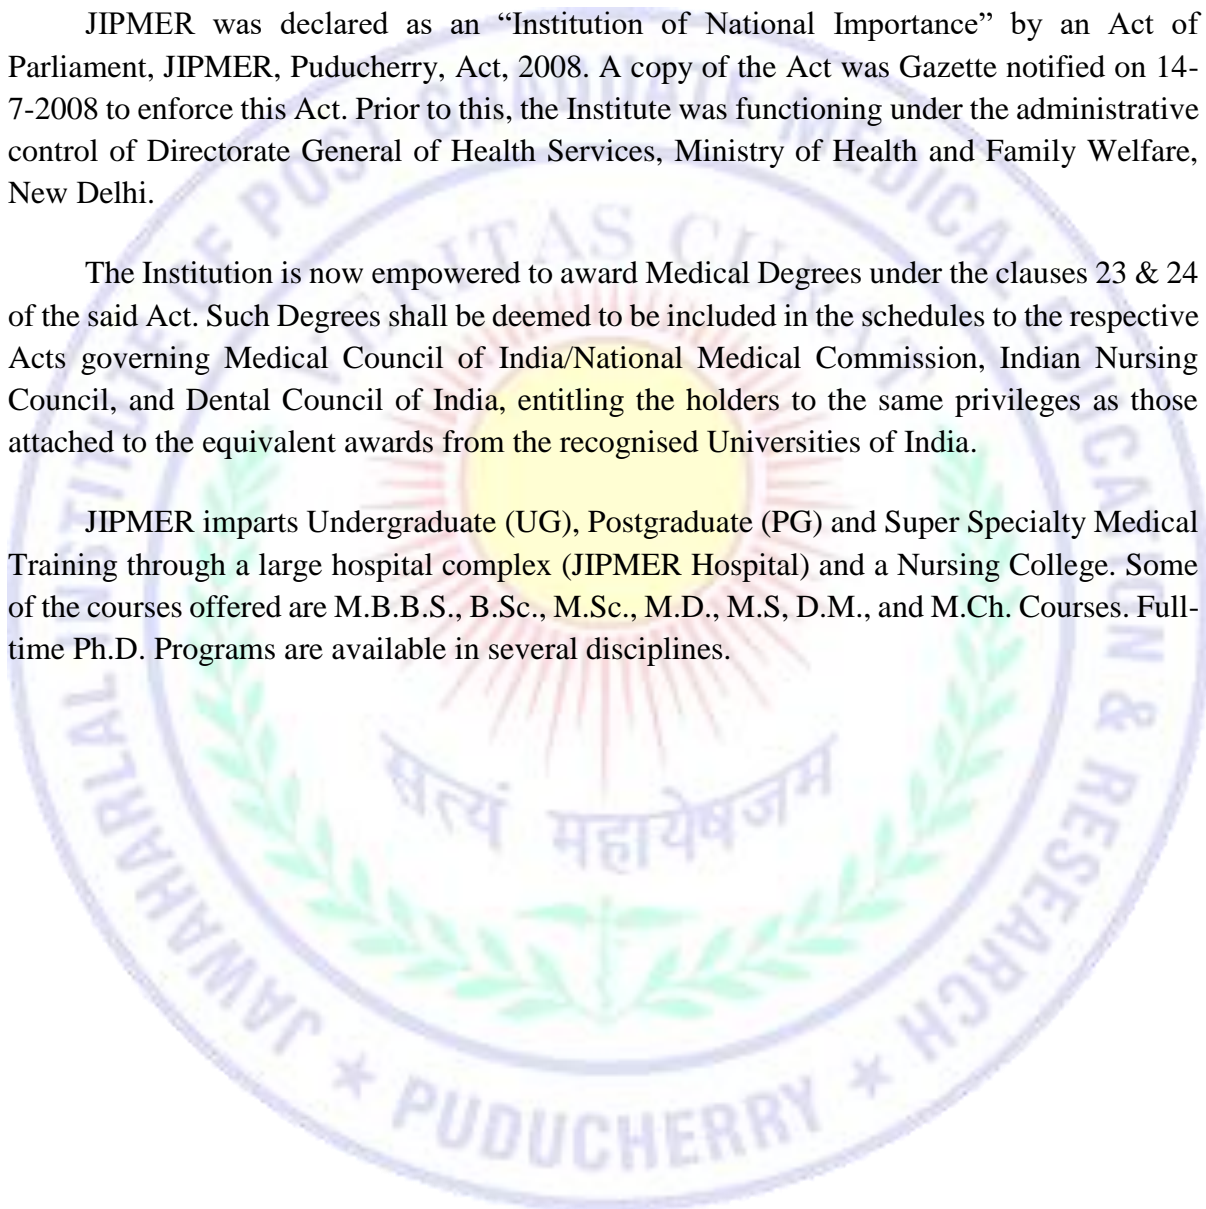 JIPMER was declared as an “Institution of National Importance” by an Act of
Parliament, JIPMER, Puducherry, Act, 2008. A copy of the Act was Gazette notified on 14-
7-2008 to enforce this Act. Prior to this, the Institute was functioning under the administrative
control of Directorate General of Health Services, Ministry of Health and Family Welfare,
New Delhi.
The Institution is now empowered to award Medical Degrees under the clauses 23 & 24
of the said Act. Such Degrees shall be deemed to be included in the schedules to the respective
Acts governing Medical Council of India/National Medical Commission, Indian Nursing
Council, and Dental Council of India, entitling the holders to the same privileges as those
attached to the equivalent awards from the recognised Universities of India.
JIPMER imparts Undergraduate (UG), Postgraduate (PG) and Super Specialty Medical
Training through a large hospital complex (JIPMER Hospital) and a Nursing College. Some
of the courses offered are M.B.B.S., B.Sc., M.Sc., M.D., M.S, D.M., and M.Ch. Courses. Full-
time Ph.D. Programs are available in several disciplines.
JAWAHARLAL INSTITUTE OF POST GRADUATE MEDICAL EDUCATION & RESEARCH
VERITAS CURAT
सत्यं महायेषजम
★ PUDUCHERRY ★